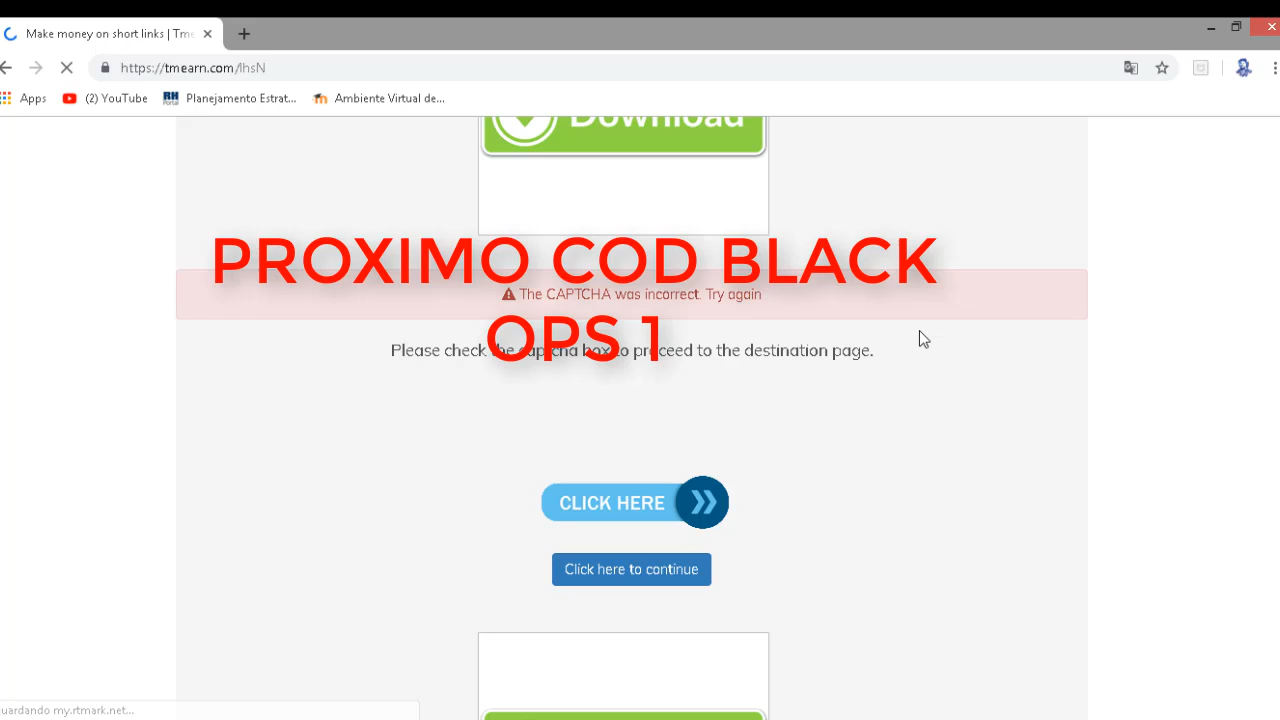 Make money on short links | Tme
https://tmearn.com/lhsN
Apps
(2) YouTube
RH
Portal
Planejamento Estrat...
Ambiente Virtual de...
Download
PROXIMO COD BLACK
OPS 1
The CAPTCHA was incorrect. Try again
Please check the captcha box to proceed to the destination page.
CLICK HERE
Click here to continue
uardando my.rtmark.net...